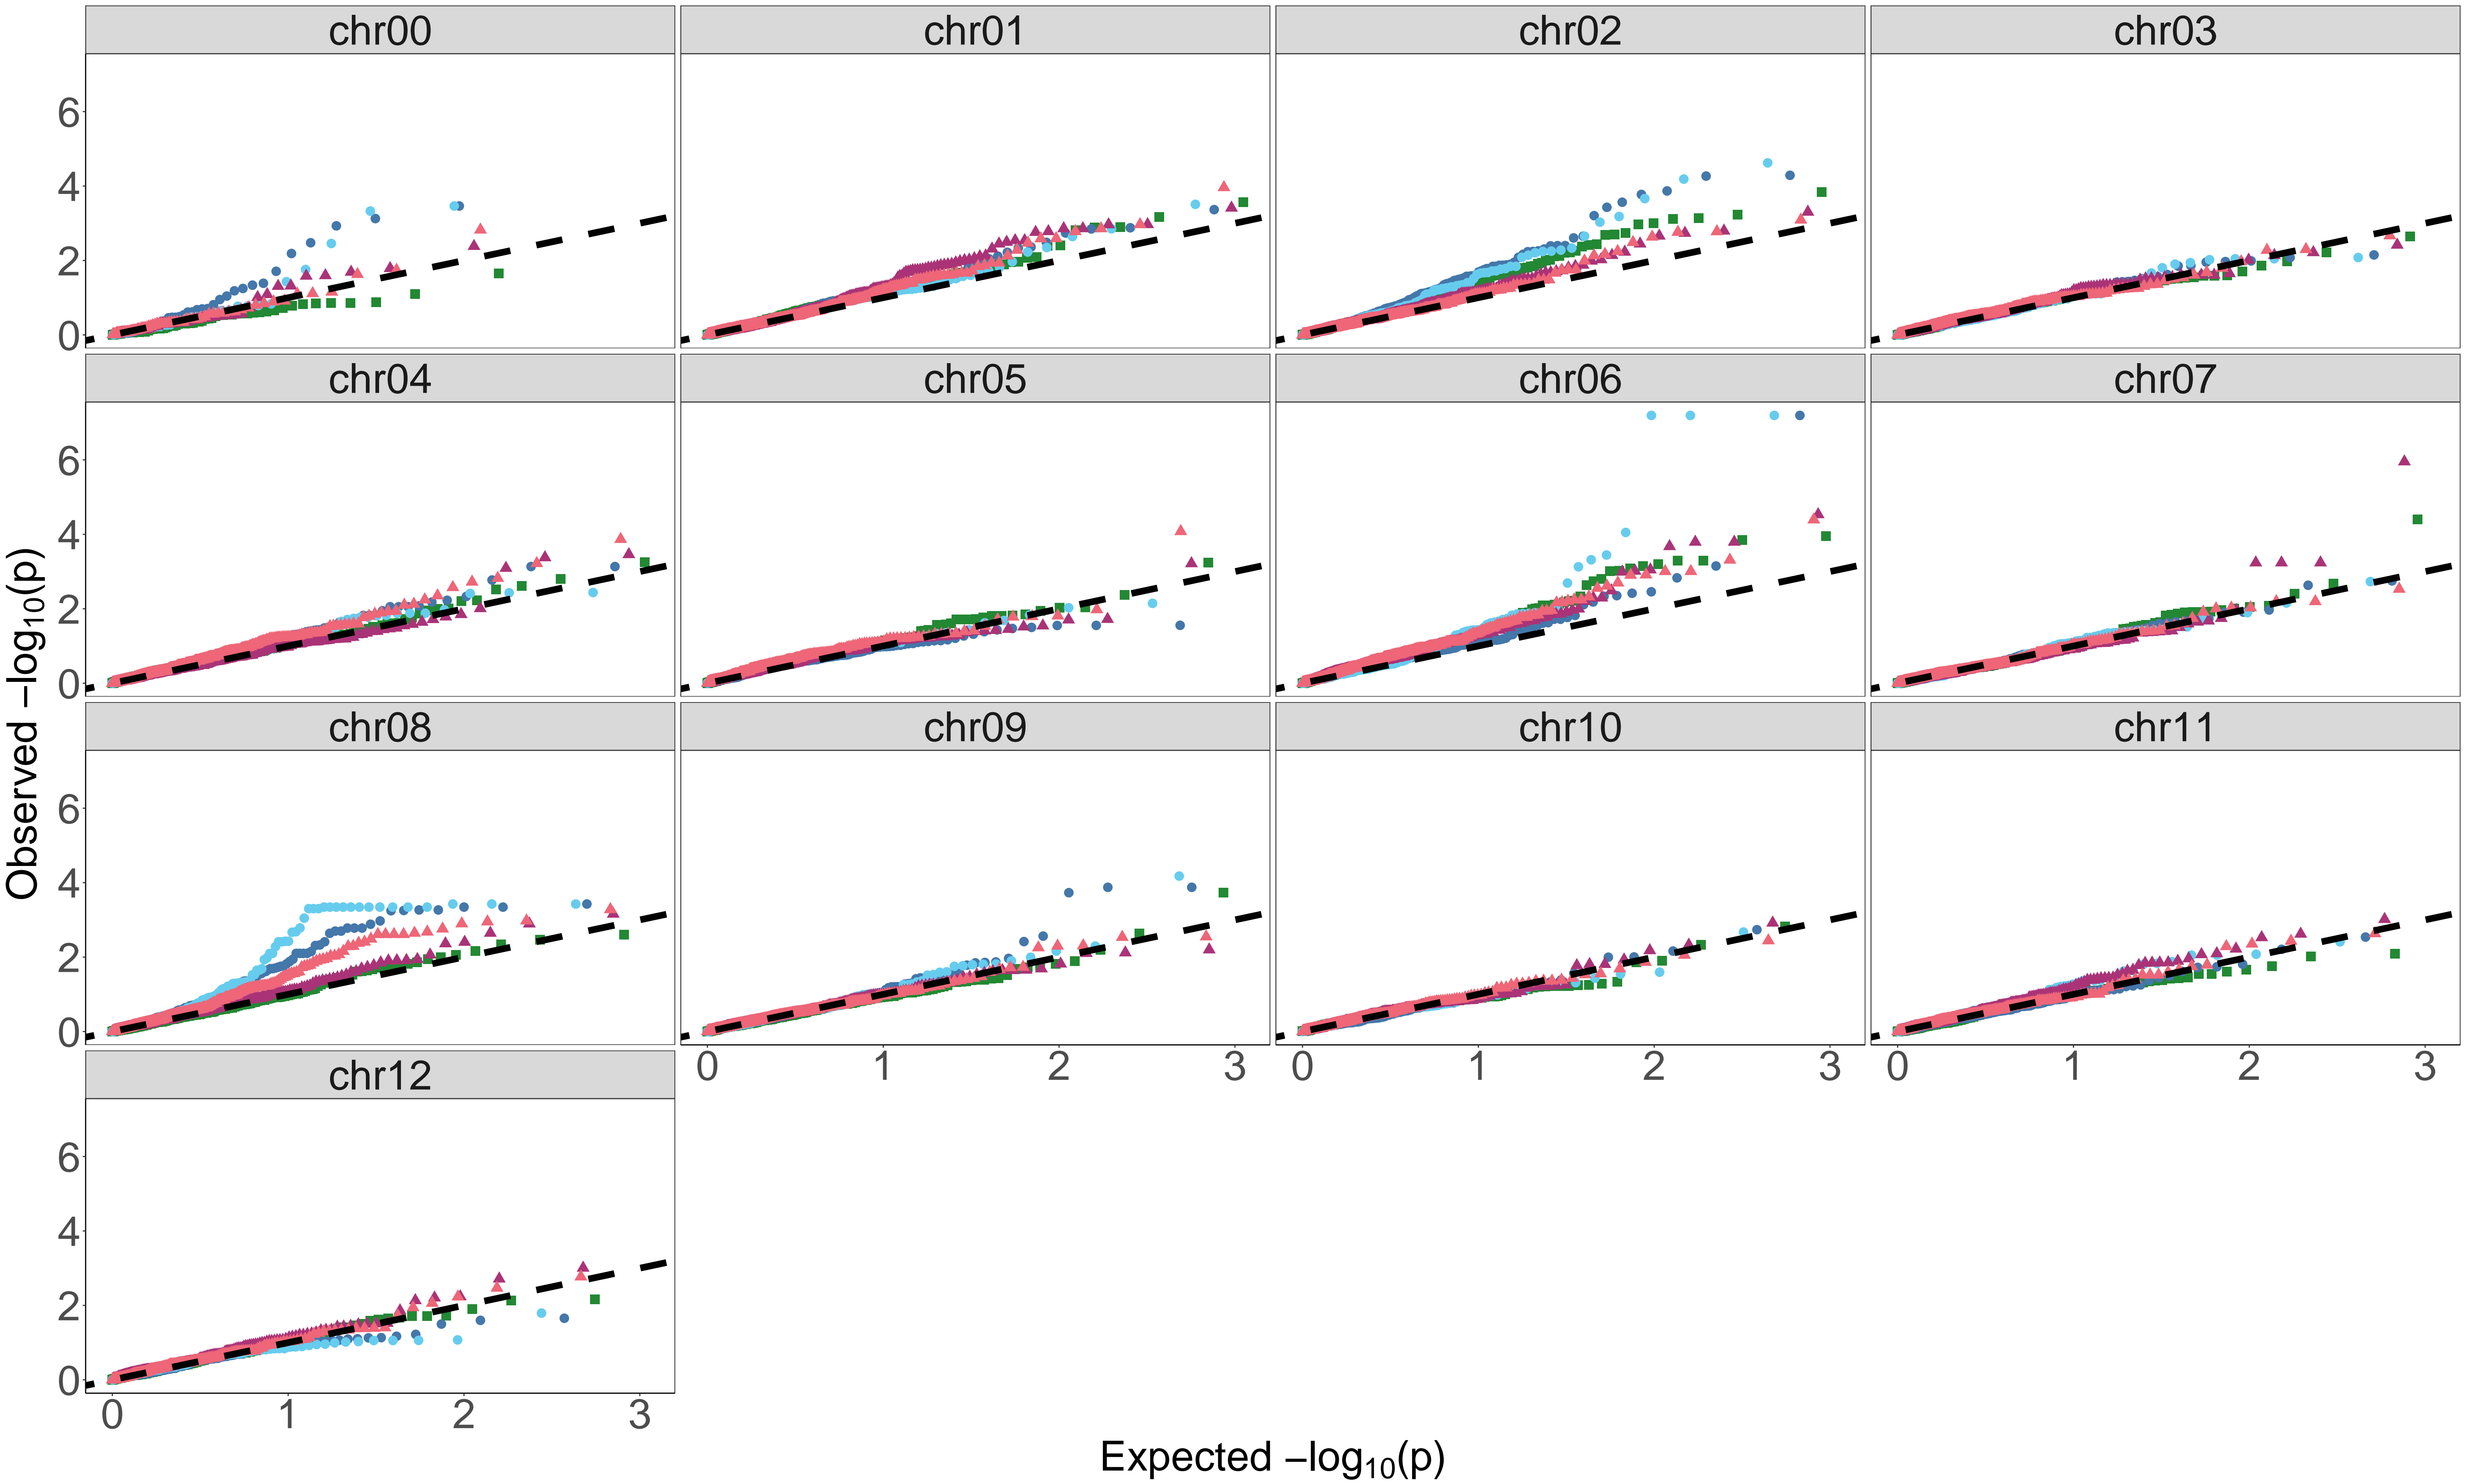 chr00 chr01 chr02 chr03
6
4
2
0
chr04 chr05 chr06 chr07
6
4
2
0
chr08 chr09 chr10 chr11
6
4
2
0
0 1 2 3 0 1 2 3 0 1 2 3
chr12
6
4
2
0
0 1 2 3
Observed −log10(p)
Expected −log10(p)